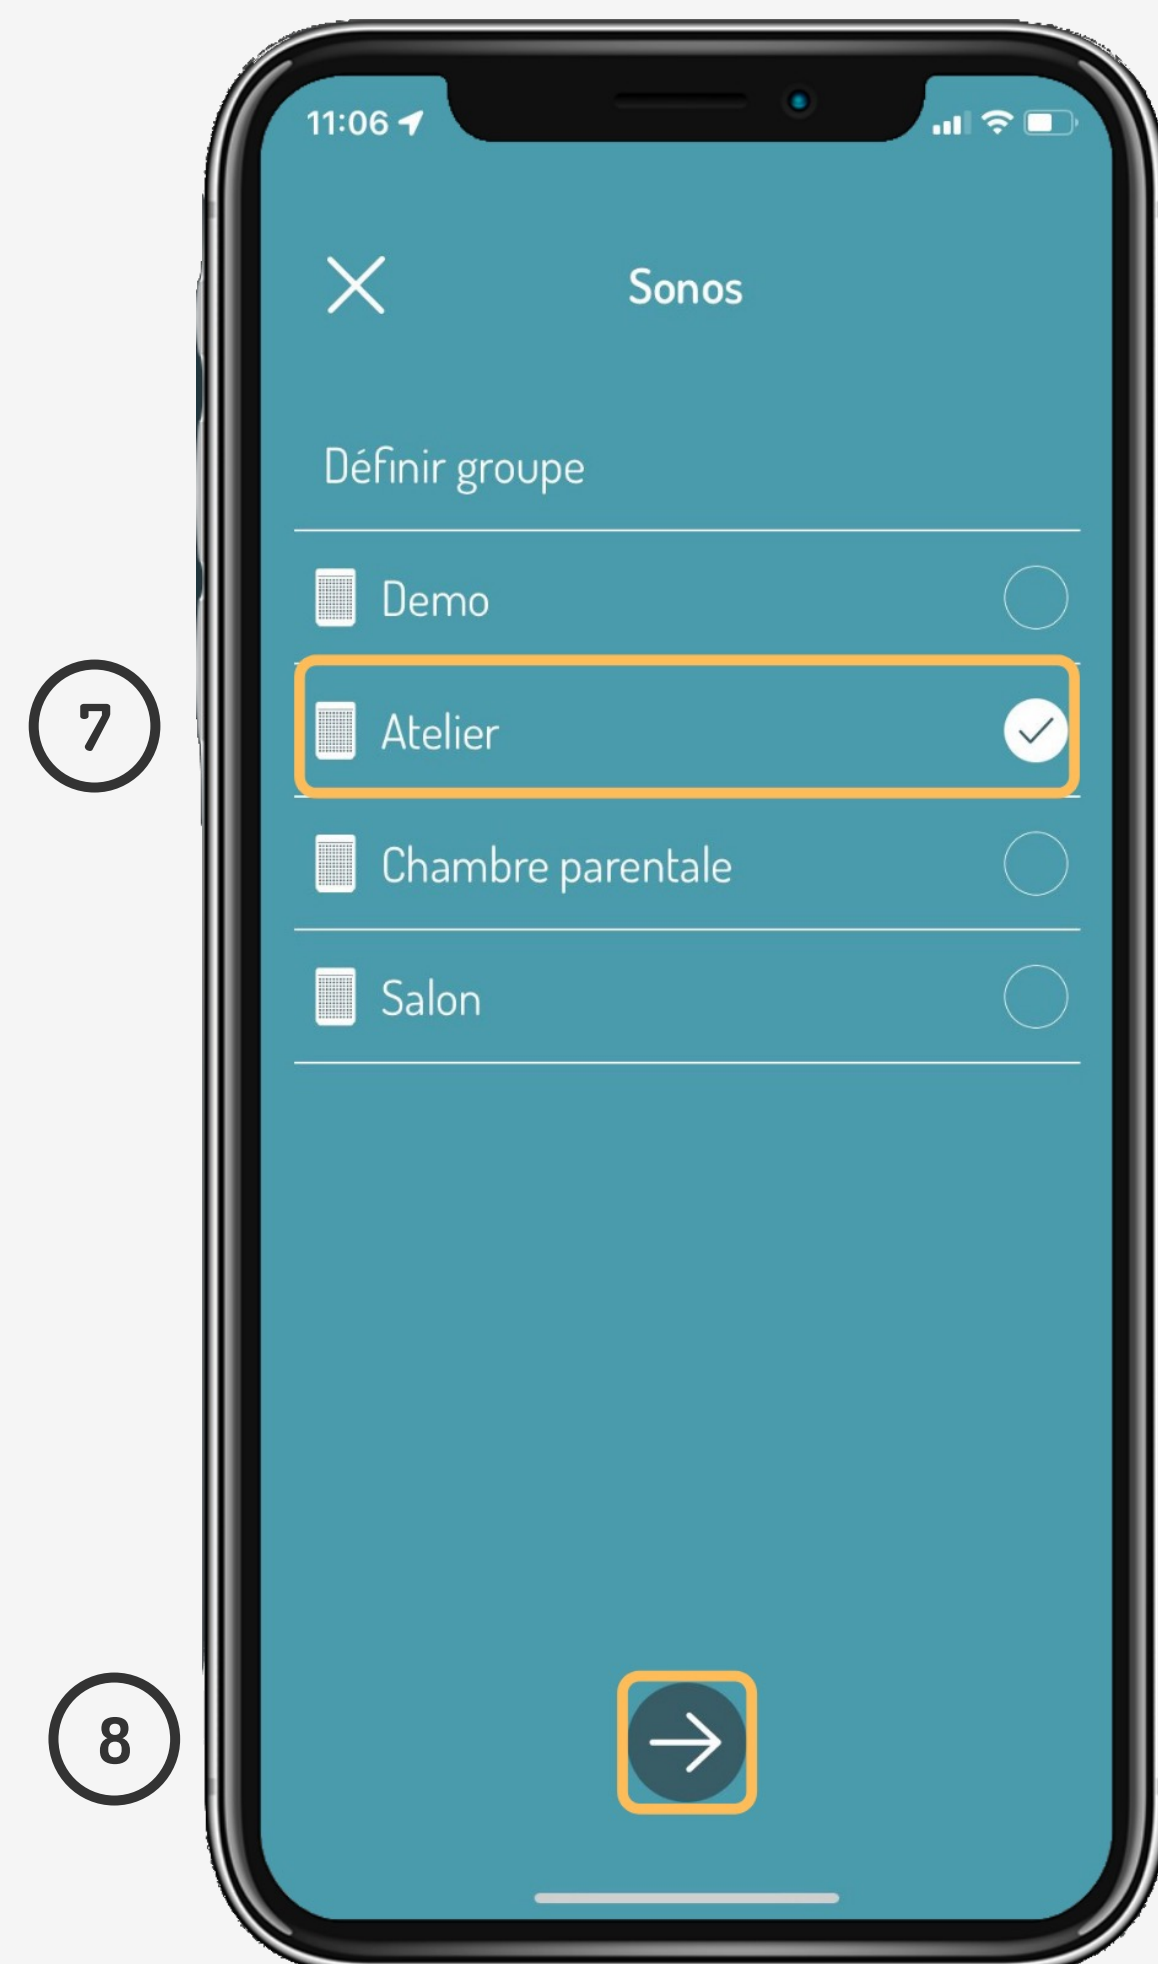 11:06
Sonos
Définir groupe
Demo
7
Atelier
Chambre parentale
Salon
8